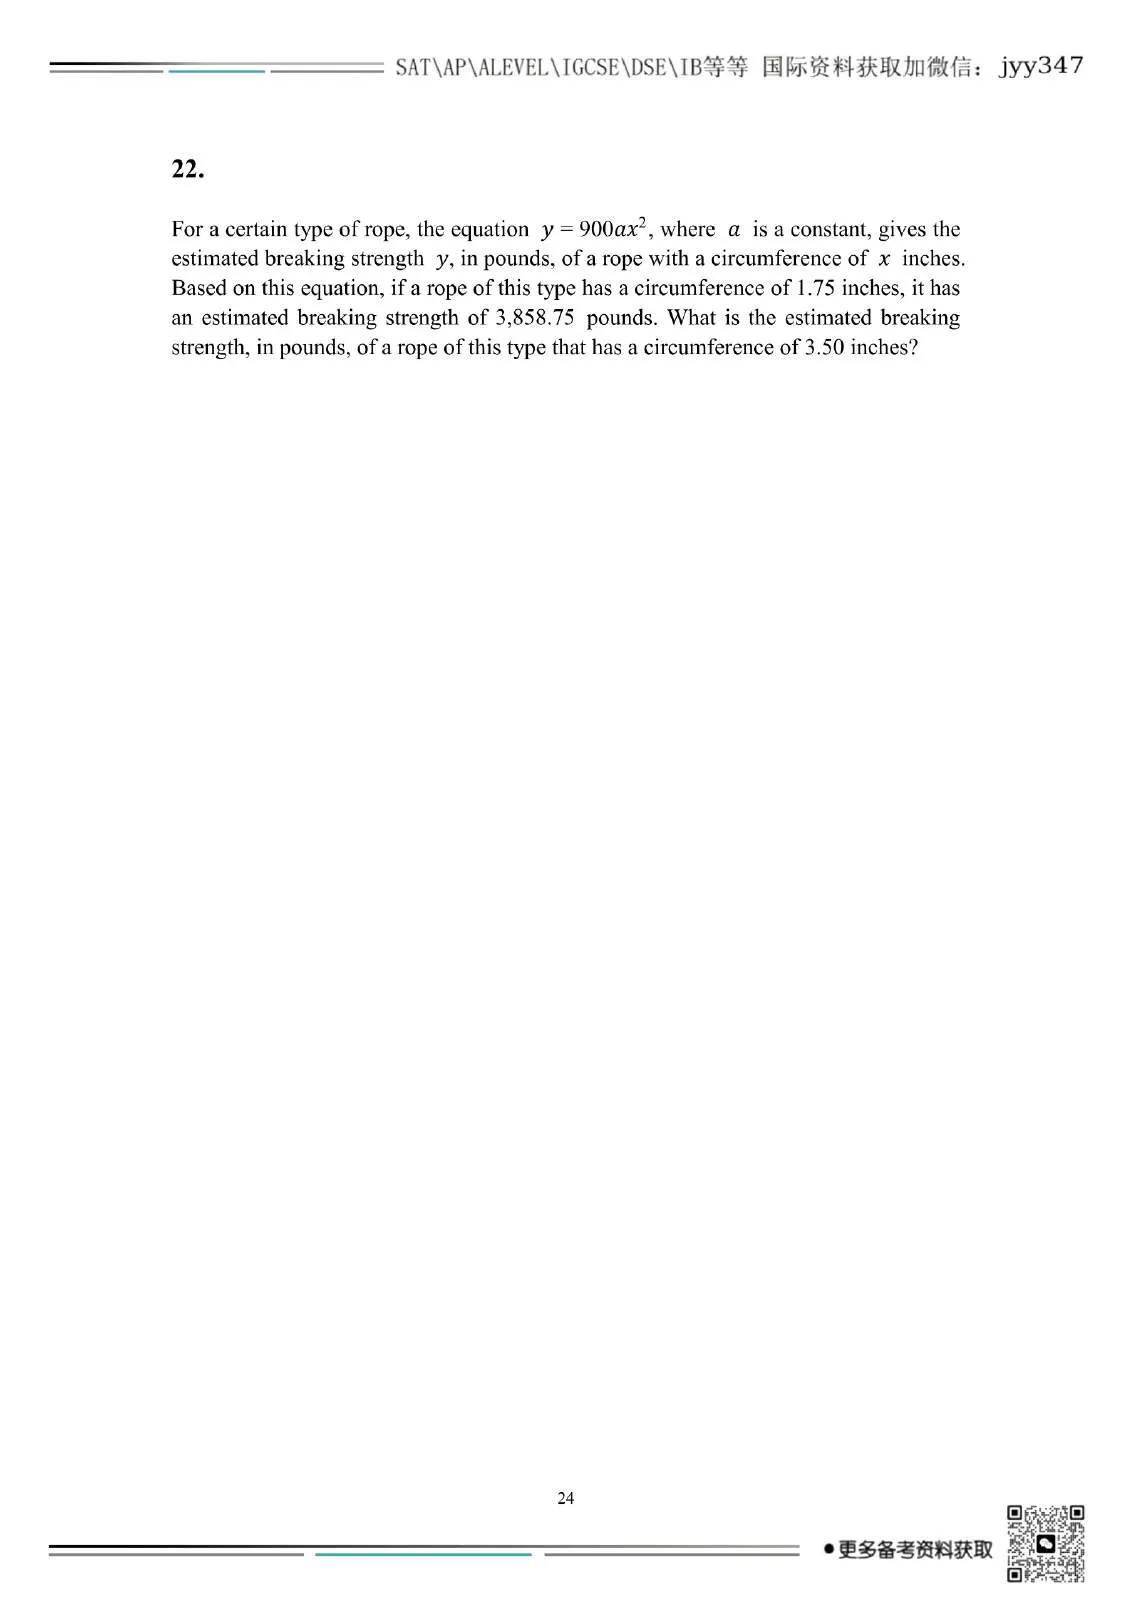 SAT\AP\ALEVEL\IGCSE\DSE\IB等等 国际资料获取加微信：jyy347
22.
For a certain type of rope, the equation y = 900ax², where a is a constant, gives the
estimated breaking strength y, in pounds, of a rope with a circumference of x inches.
Based on this equation, if a rope of this type has a circumference of 1.75 inches, it has
an estimated breaking strength of 3,858.75 pounds. What is the estimated breaking
strength, in pounds, of a rope of this type that has a circumference of 3.50 inches?
24
●更多备考资料获取